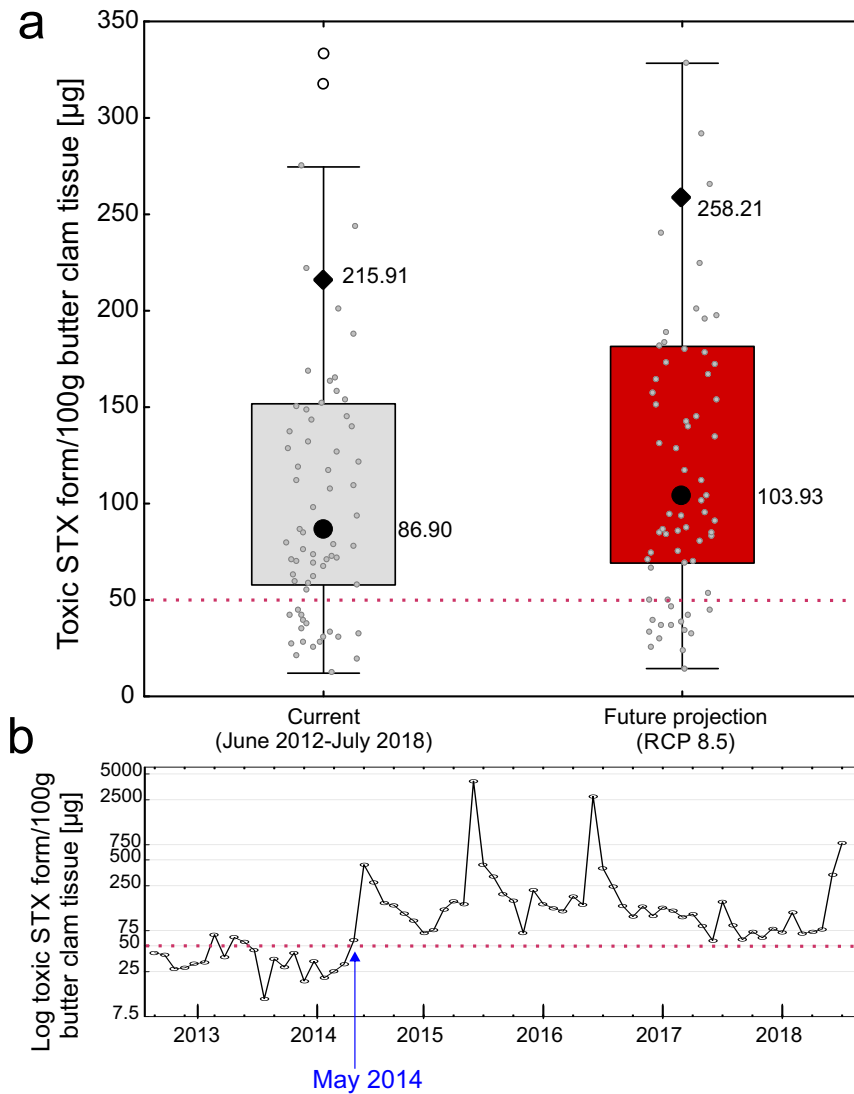 a
Toxic STX form/100g butter clam tissue [µg]
350
300
250
200
150
100
50
0
215.91
86.90
258.21
103.93
Current
(June 2012-July 2018)
Future projection
(RCP 8.5)
b
Log toxic STX form/100g
butter clam tissue [µg]
5000
2500
750
500
250
75
50
25
7.5
2013
2014
2015
2016
2017
2018
May 2014